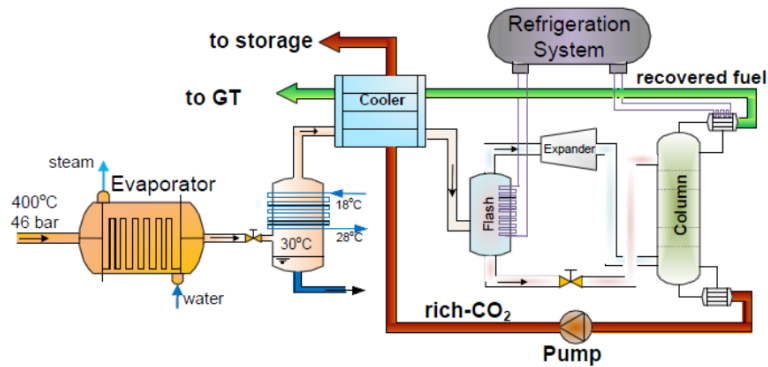 Refrigeration
System
to storage
recovered fuel
to GT
Cooler
steam
Evaporator
Expander
400°C
46 bar
18°C
Flash
Column
30°C
28°C
water
rich-CO₂
Pump